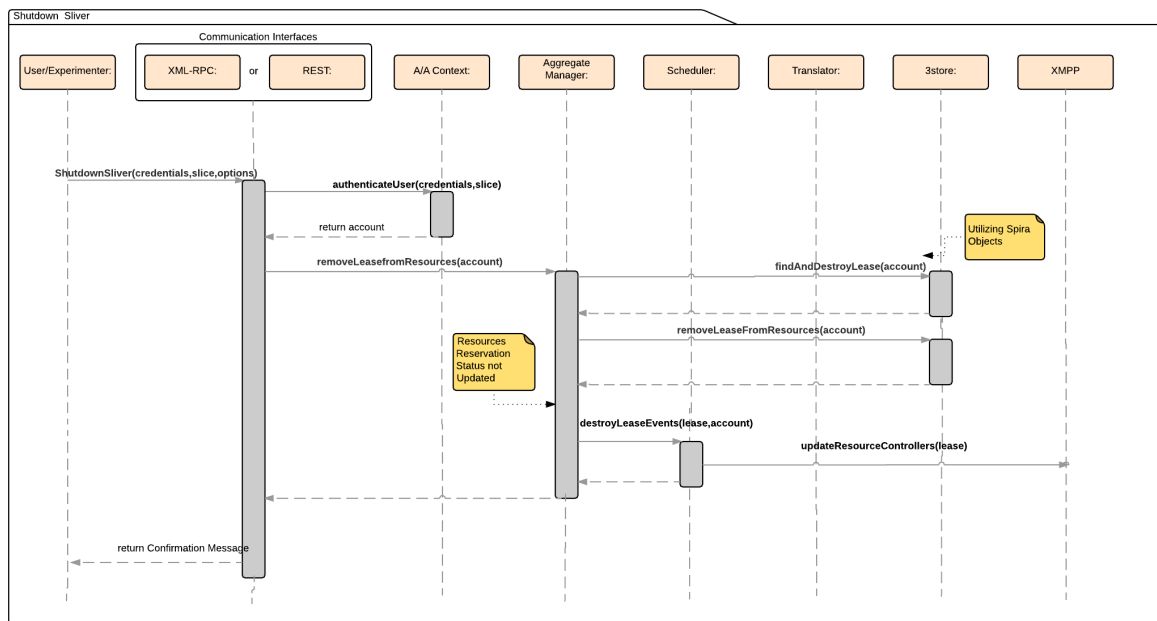 Shutdown Sliver
Communication Interfaces
User/Experimenter:
XML-RPC:
or
REST:
A/A Context:
Aggregate
Manager:
Scheduler:
Translator:
3store:
XMPP
ShutdownSliver(credentials,slice,options)
authenticateUser(credentials,slice)
return account
Utilizing Spira
Objects
removeLeasefromResources(account)
findAndDestroyLease(account)
removeLeaseFromResources(account)
Resources
Reservation
Status not
Updated
destroyLeaseEvents(lease,account)
updateResourceControllers(lease)
return Confirmation Message